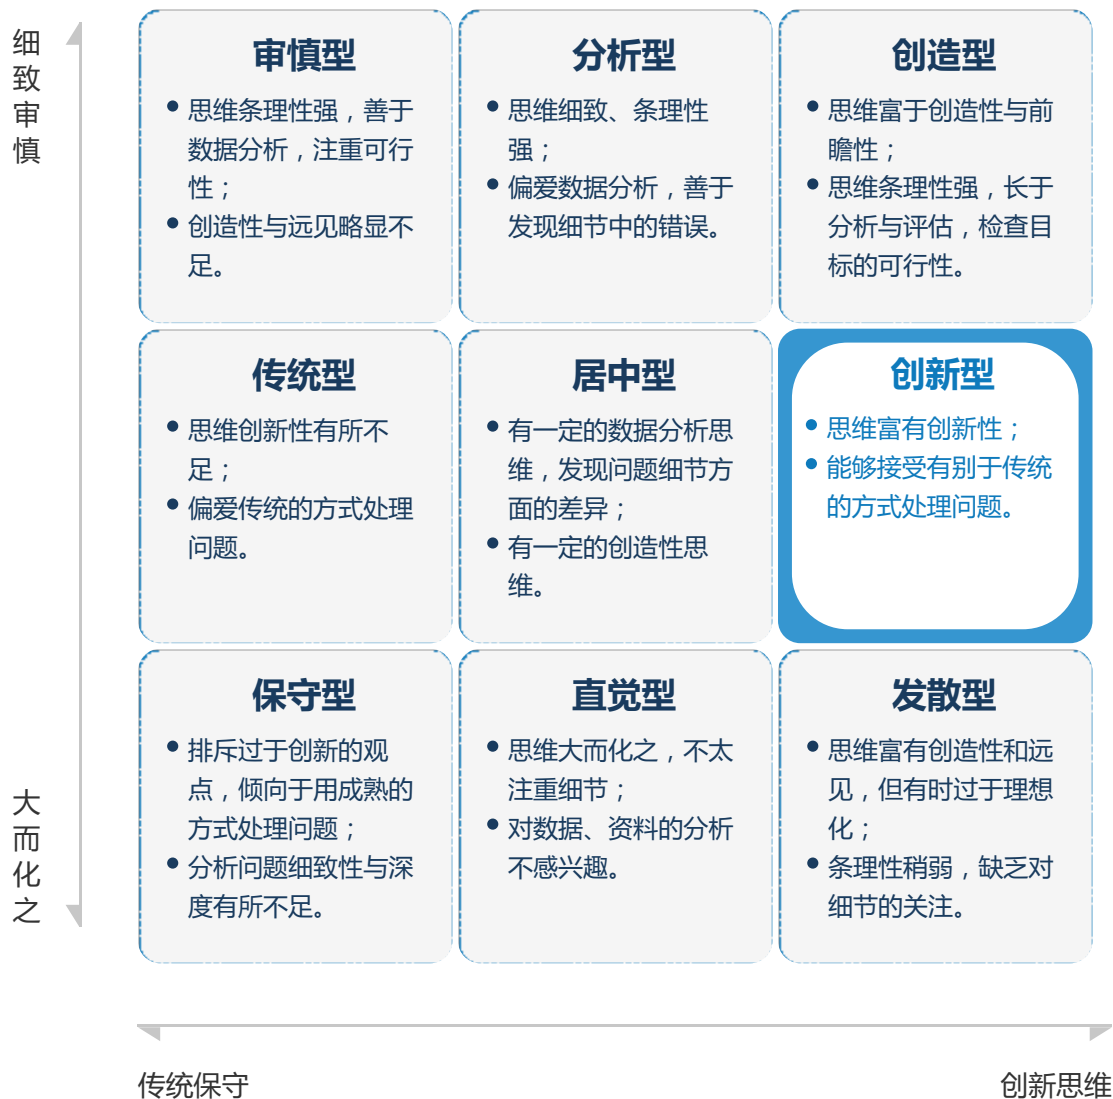 细
致
审
慎
审慎型
思维条理性强，善于
数据分析，注重可行
性；
创造性与远见略显不
足。
分析型
思维细致、条理性
强；
偏爱数据分析，善于
发现细节中的错误。
创造型
思维富于创造性与前
瞻性；
思维条理性强，长于
分析与评估，检查目
标的可行性。
传统型
思维创新性有所不
足；
偏爱传统的方式处理
问题。
居中型
有一定的数据分析思
维，发现问题细节方
面的差异；
有一定的创造性思
维。
创新型
思维富有创新性；
能够接受有别于传统
的方式处理问题。
保守型
排斥过于创新的观
点，倾向于用成熟的
方式处理问题；
分析问题细致性与深
度有所不足。
直觉型
思维大而化之，不太
注重细节；
对数据、资料的分析
不感兴趣。
发散型
思维富有创造性和远
见，但有时过于理想
化；
条理性稍弱，缺乏对
细节的关注。
大
而
化
之
传统保守
创新思维